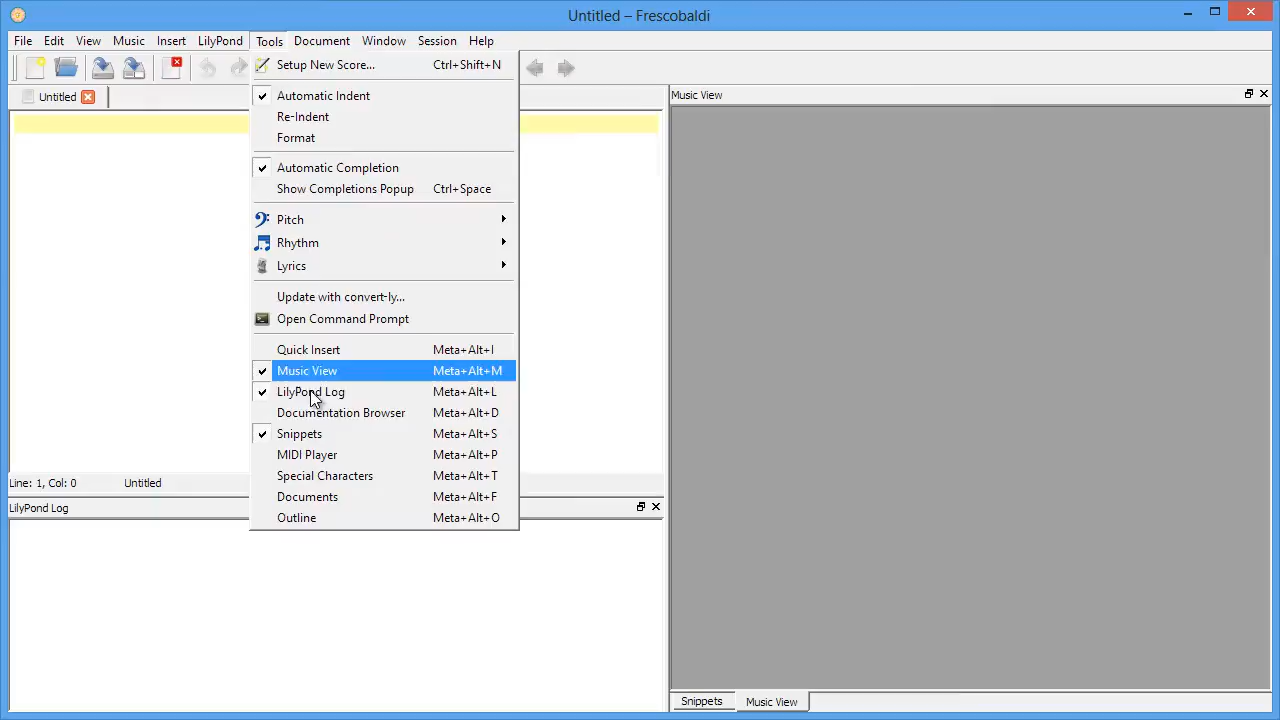 Untitled – Frescobaldi
File Edit View Music Insert LilyPond Tools Document Window Session Help
Untitled
Setup New Score... Ctrl+Shift+N
Automatic Indent
Re-Indent
Format
Automatic Completion
Show Completions Popup Ctrl+Space
Pitch
Rhythm
Lyrics
Update with convert-ly...
Open Command Prompt
Quick Insert Meta+Alt+I
Music View Meta+Alt+M
LilyPond Log Meta+Alt+L
Documentation Browser Meta+Alt+D
Snippets Meta+Alt+S
MIDI Player Meta+Alt+P
Special Characters Meta+Alt+T
Documents Meta+Alt+F
Outline Meta+Alt+O
Line: 1, Col: 0 Untitled
LilyPond Log
Music View
Snippets Music View